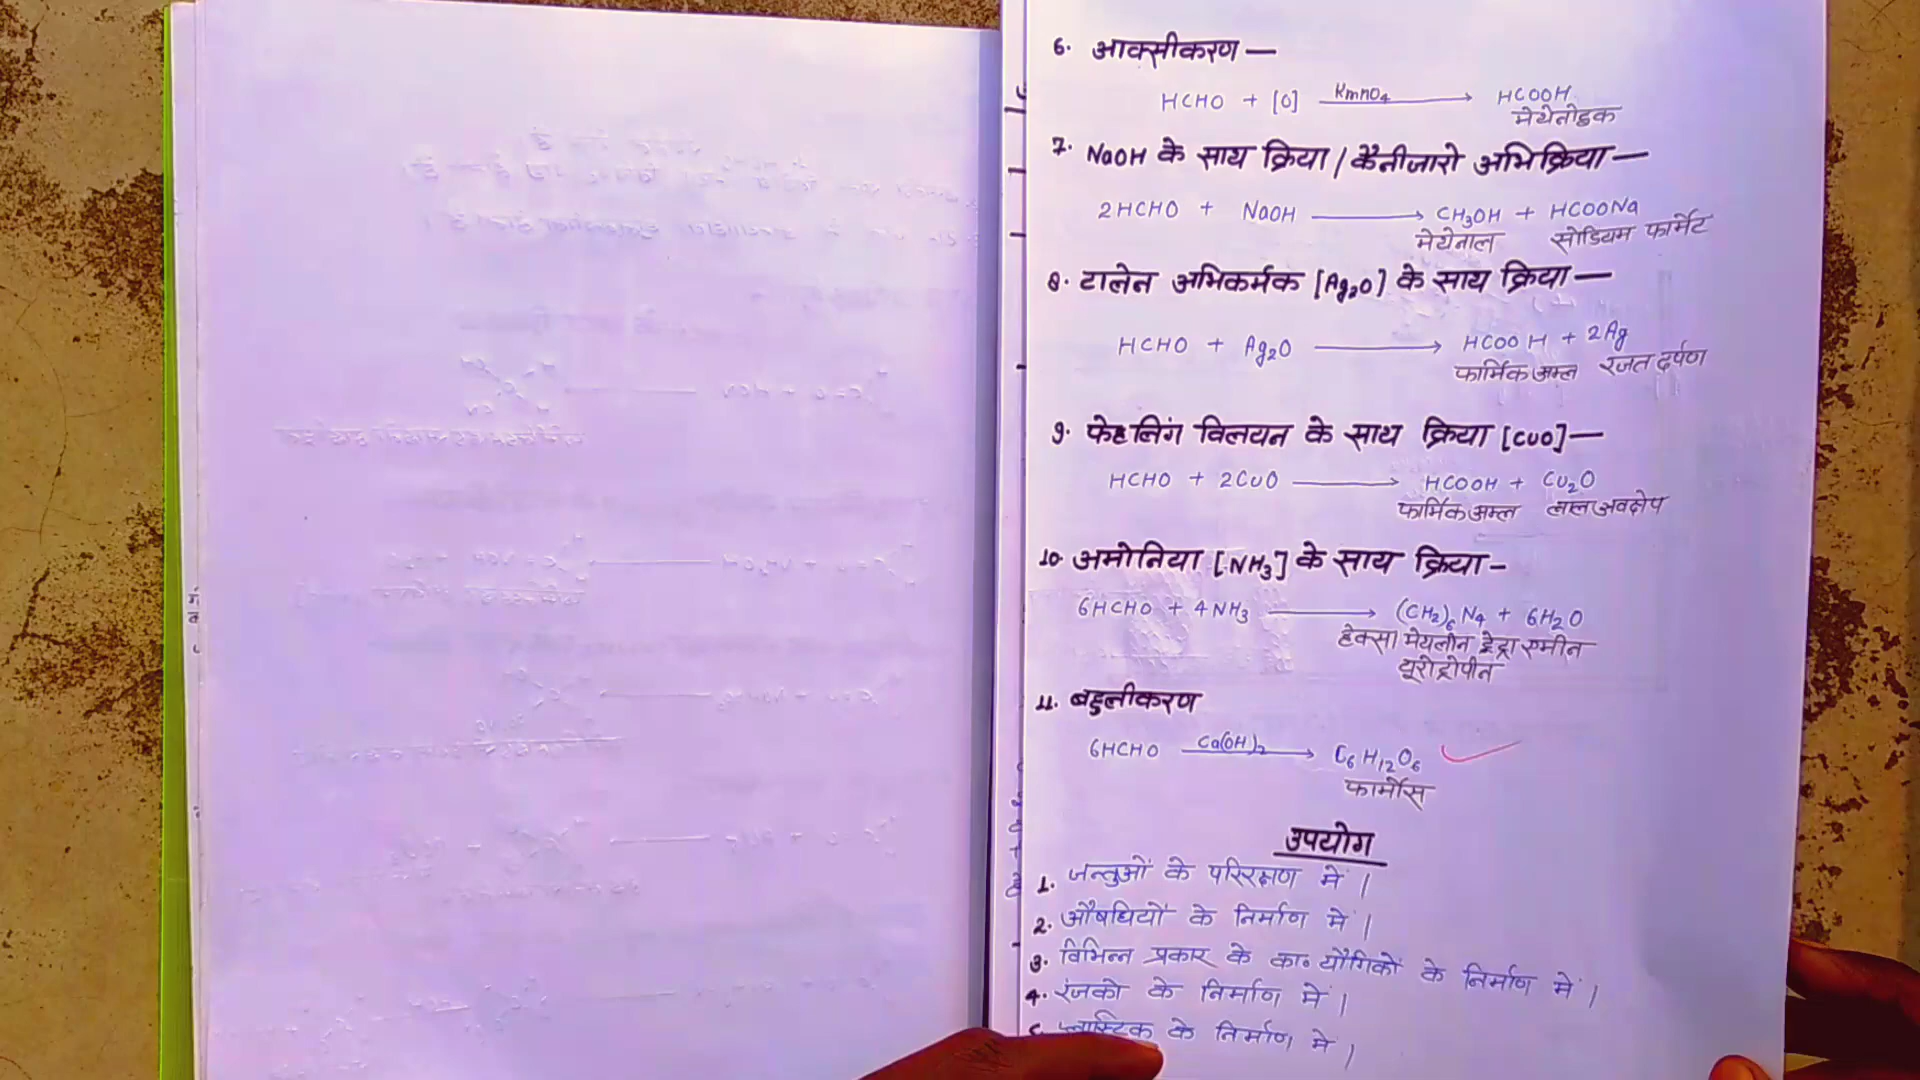 6. आक्सीकरण —
HCHO + [O] KmnO4 → HCOOH
मेथेनोइक
7. NaOH के साथ क्रिया / कैनीजारो अभिक्रिया —
2HCHO + NaOH → CH3OH + HCOONa
मेथेनाल सोडियम फार्मेट
8. टालेन अभिकर्मक [Ag2O] के साथ क्रिया —
HCHO + Ag2O → HCOOH + 2Ag
फार्मिक अम्ल रजत दर्पण
9. फेहलिंग विलयन के साथ क्रिया [CuO] —
HCHO + 2CuO → HCOOH + Cu2O
फार्मिक अम्ल लाल अवक्षेप
10. अमोनिया [NH3] के साथ क्रिया -
6HCHO + 4NH3 → (CH2)6 N4 + 6H2O
हेक्सा मेथलीन ट्रेट्रा एमीन
यूरोट्रोपीन
11. बहुलीकरण
6HCHO Ca(OH)2 → C6H12O6
फार्मोस
उपयोग
1. जन्तुओं के परिरक्षण में |
2. औषधियों के निर्माण में |
3. विभिन्न प्रकार के का० यौगिकों के निर्माण में |
4. रंजको के निर्माण में |
प्लास्टिक के निर्माण में |